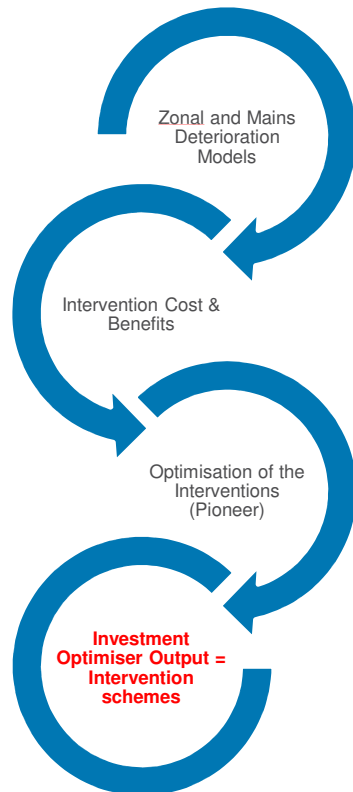 Zonal and Mains
Deterioration
Models
Intervention Cost &
Benefits
Optimisation of the
Interventions
(Pioneer)
Investment
Optimiser Output =
Intervention
schemes